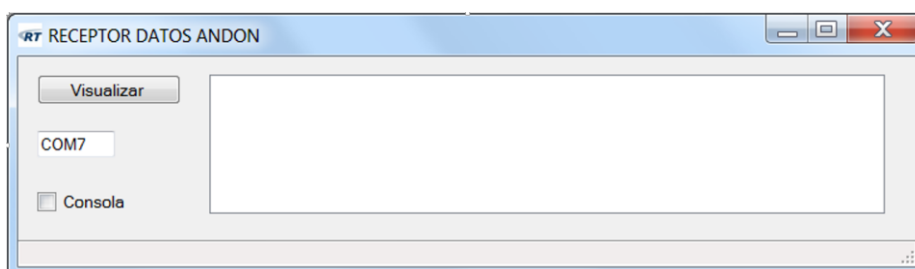 RT RECEPTOR DATOS ANDON
Visualizar
COM7
Consola